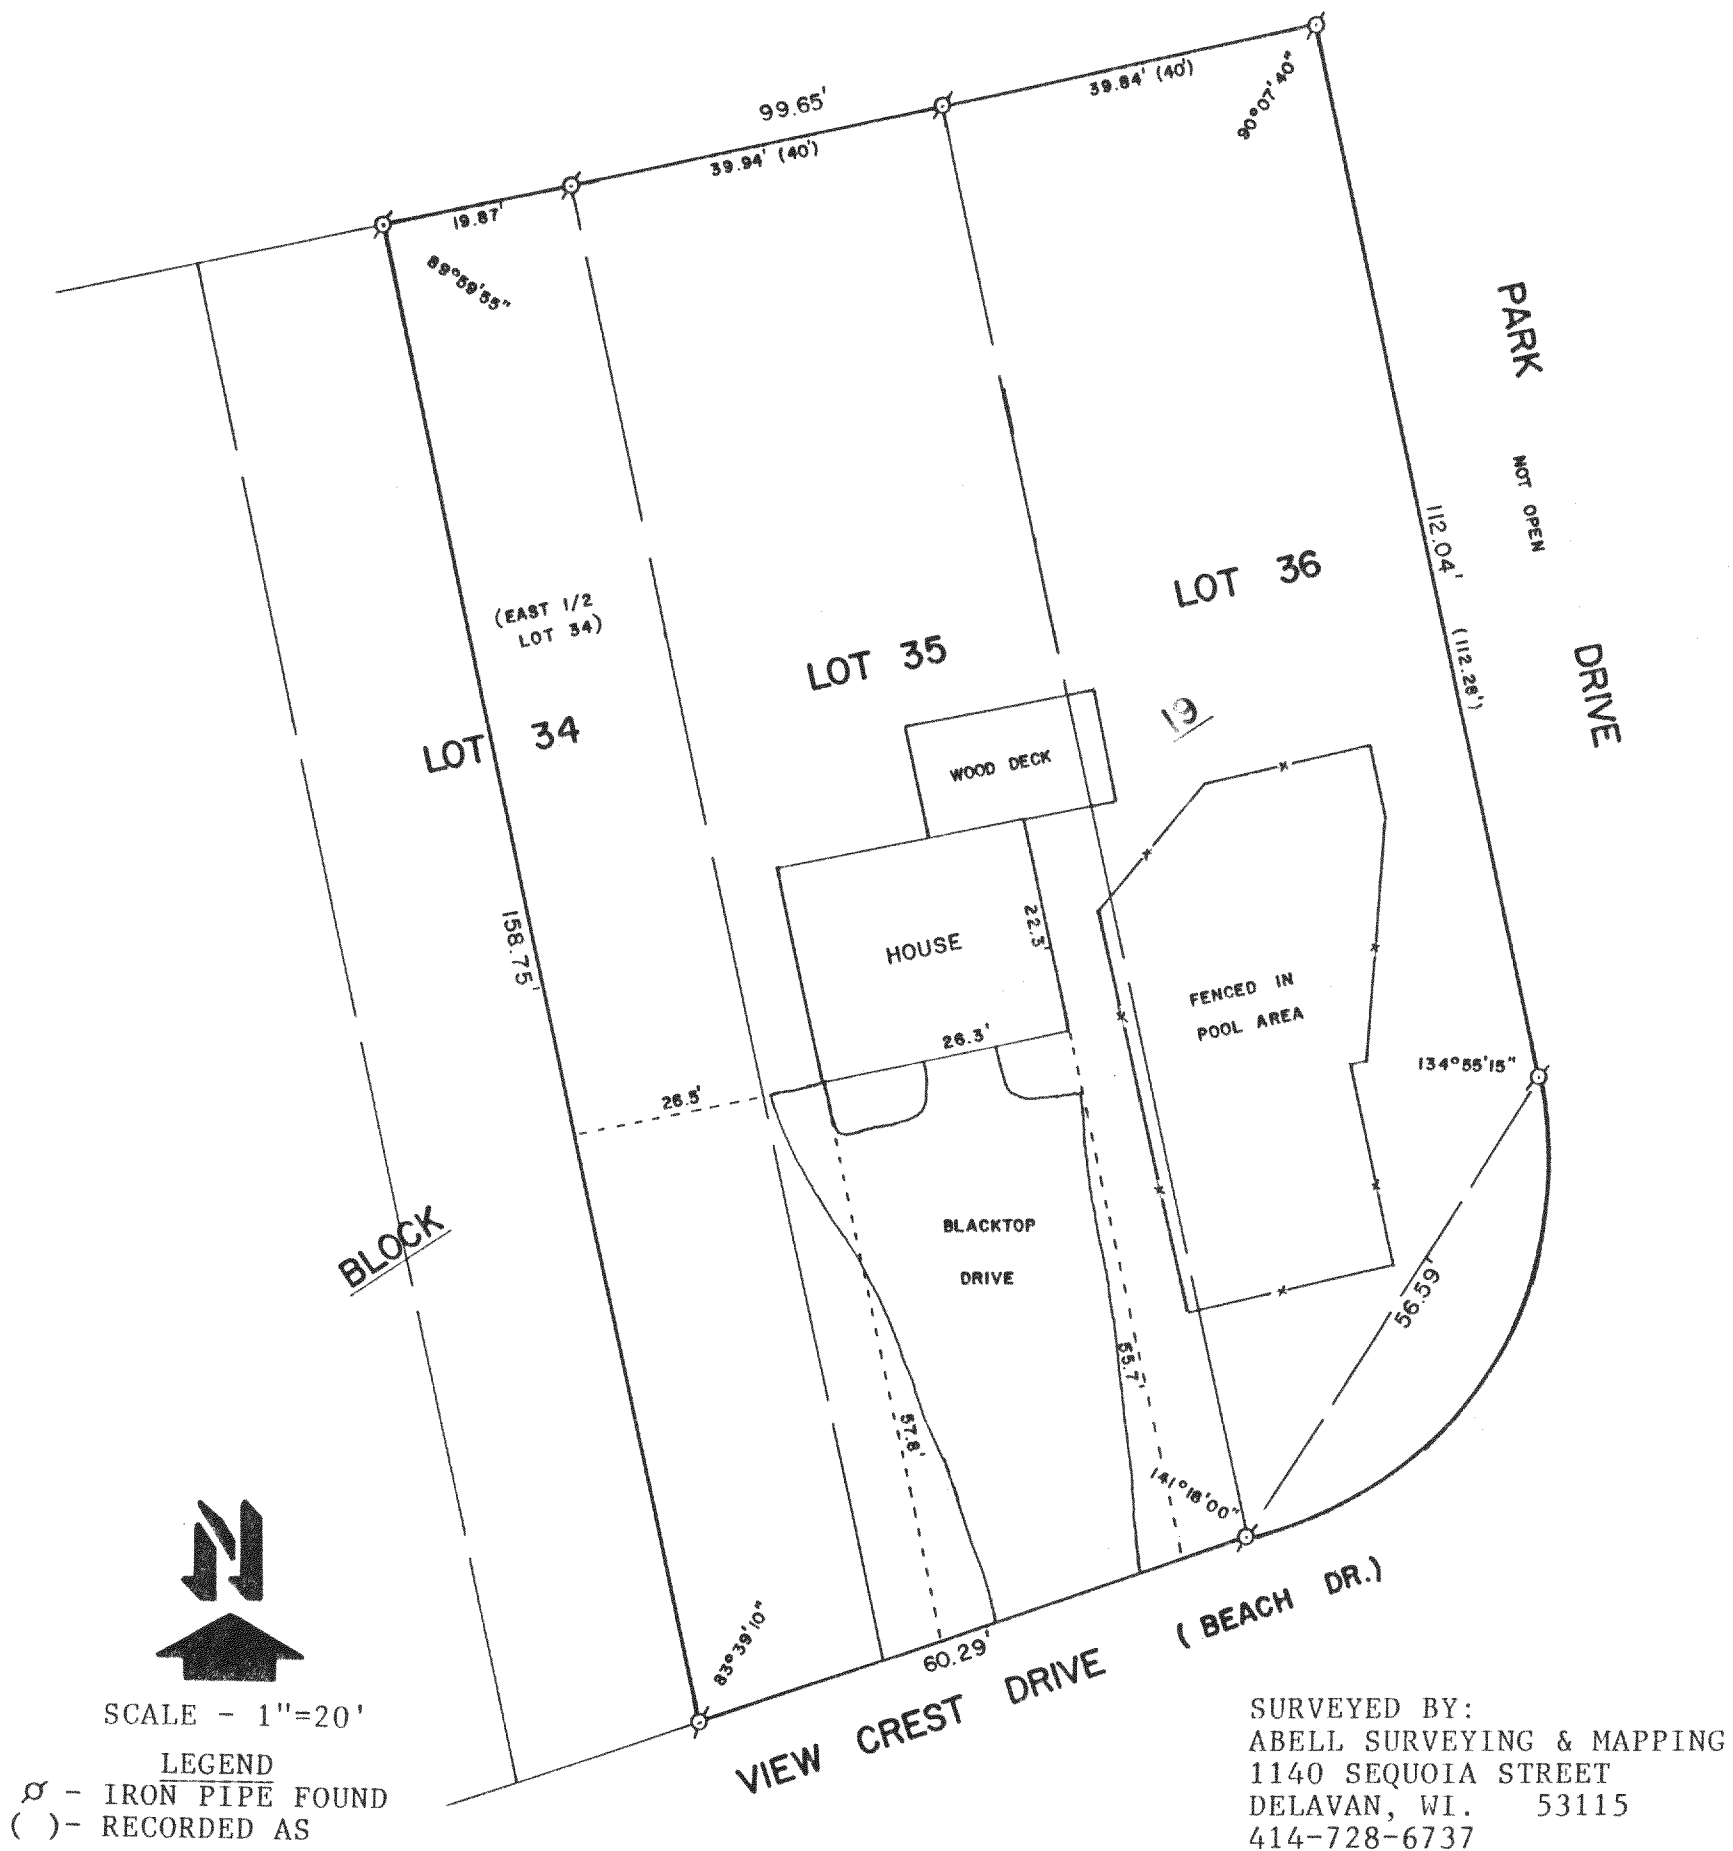 99.65'
39.84' (40')
90°07'40"
39.94' (40')
19.87'
89°59'55"
PARK
NOT OPEN
DRIVE
112.04'
(112.28')
LOT 36
(EAST 1/2
LOT 34)
LOT 35
LOT 34
19
WOOD DECK
158.75'
HOUSE
22.3'
26.3'
FENCED IN
POOL AREA
134°55'15"
26.5'
BLOCK
BLACKTOP
DRIVE
56.59'
55.7'
57.8'
141°18'00"
83°39'10"
60.29'
VIEW CREST DRIVE (BEACH DR.)
N
SCALE - 1"=20'
LEGEND
Ø - IRON PIPE FOUND
( )- RECORDED AS
SURVEYED BY:
ABELL SURVEYING & MAPPING
1140 SEQUOIA STREET
DELAVAN, WI. 53115
414-728-6737